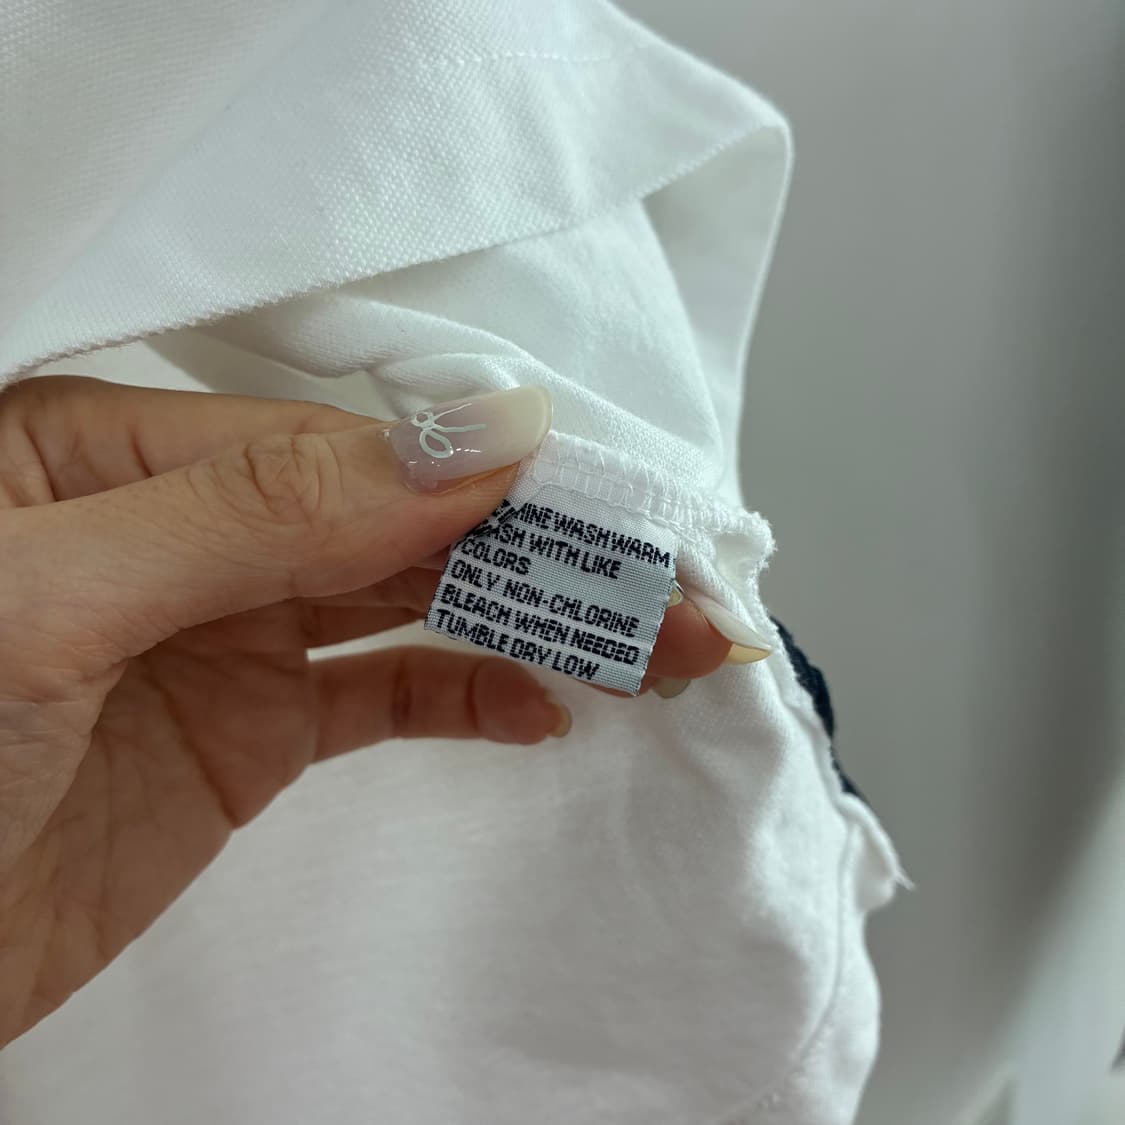 WASH WARM
WITH LIKE
COLORS
ONLY NON-CHLORINE
BLEACH WHEN NEEDED
TUMBLE DRY LOW